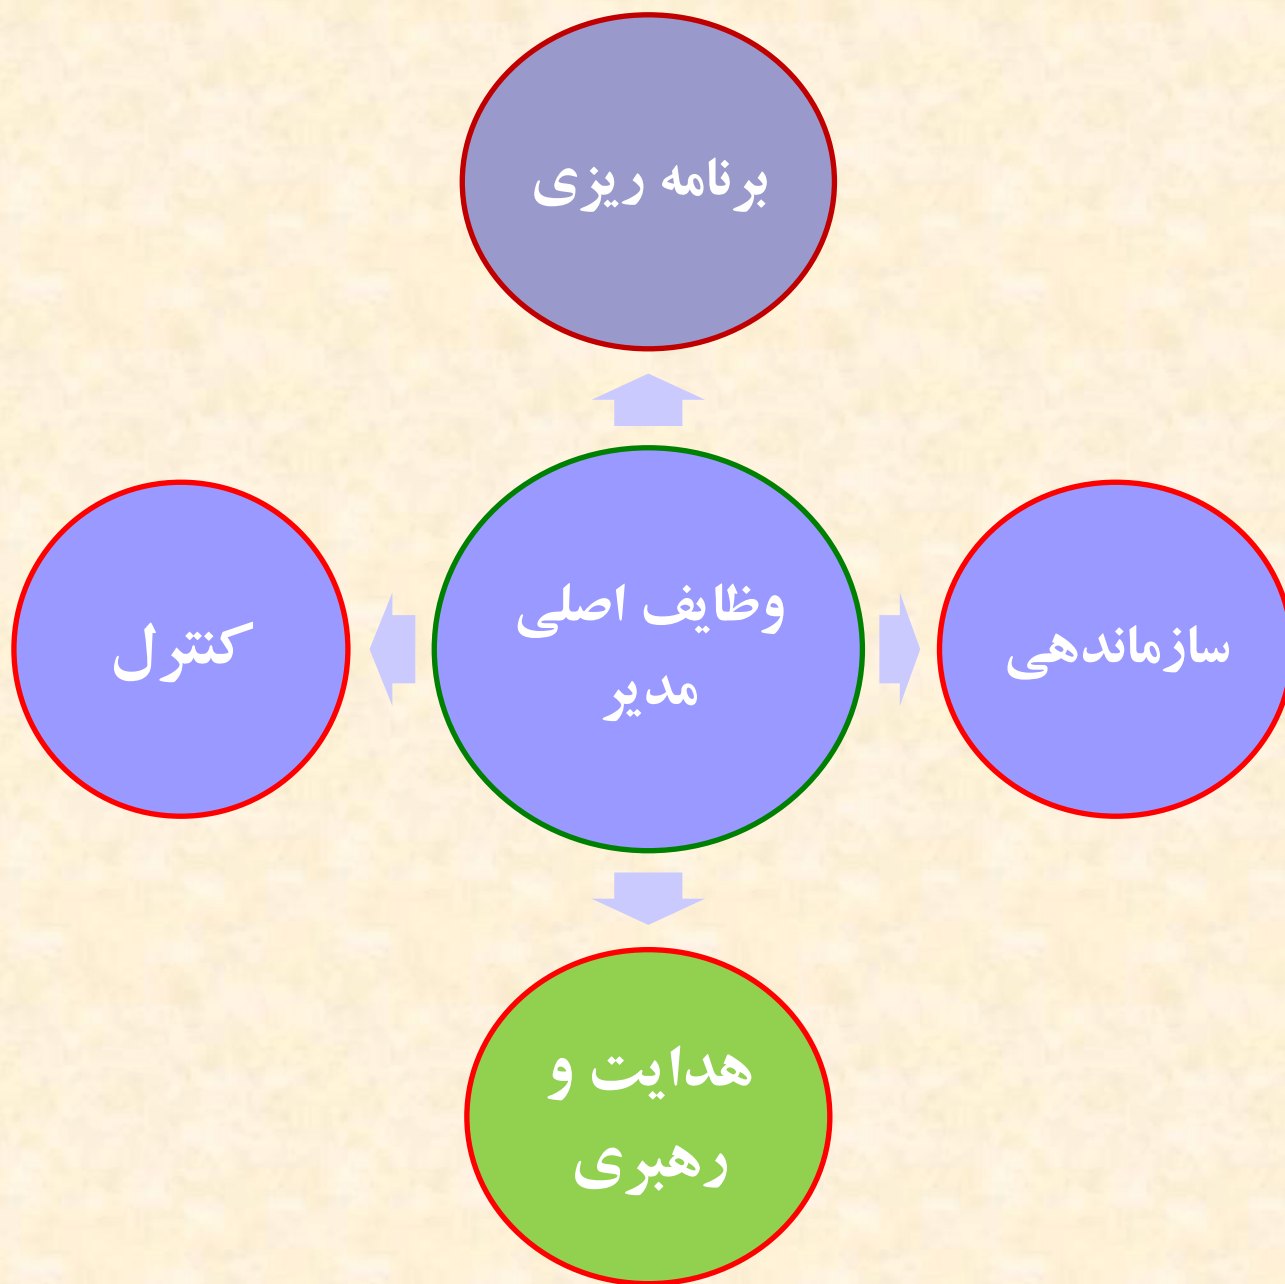 برنامه ریزی
وظایف اصلی
مدیر
سازماندهی
کنترل
هدایت و
رهبری